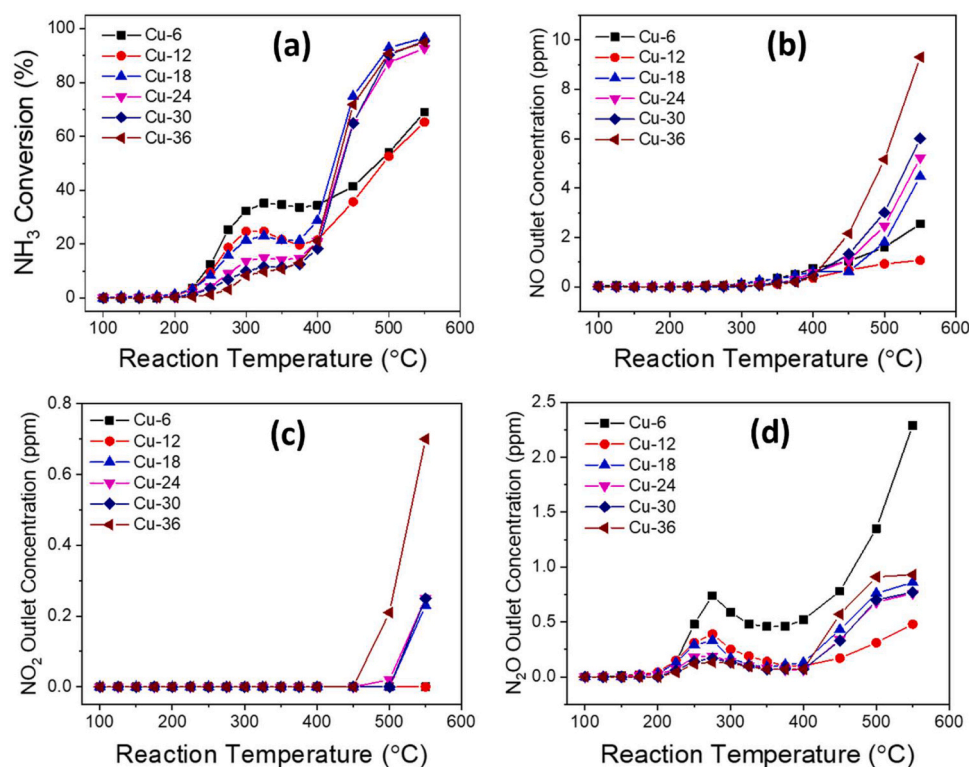 (a)
Cu-6
Cu-12
Cu-18
Cu-24
Cu-30
Cu-36
NH3 Conversion (%)
100
80
60
40
20
0
100 200 300 400 500 600
Reaction Temperature (°C)
(b)
Cu-6
Cu-12
Cu-18
Cu-24
Cu-30
Cu-36
NO Outlet Concentration (ppm)
10
8
6
4
2
0
100 200 300 400 500 600
Reaction Temperature (°C)
(c)
Cu-6
Cu-12
Cu-18
Cu-24
Cu-30
Cu-36
NO2 Outlet Concentration (ppm)
0.8
0.6
0.4
0.2
0.0
100 200 300 400 500 600
Reaction Temperature (°C)
(d)
Cu-6
Cu-12
Cu-18
Cu-24
Cu-30
Cu-36
N2O Outlet Concentration (ppm)
2.5
2.0
1.5
1.0
0.5
0.0
100 200 300 400 500 600
Reaction Temperature (°C)